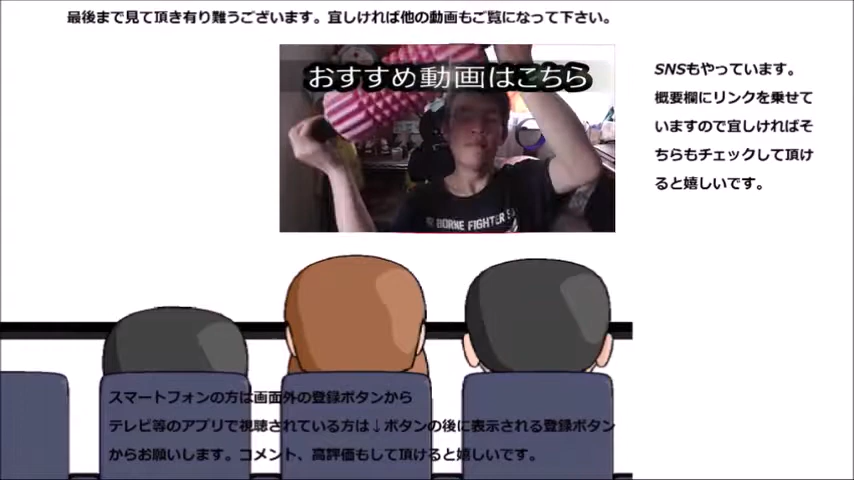 最後まで見て頂き有り難うございます。宜しければ他の動画もご覧になって下さい。
おすすめ動画はこちら
BORNE FIGHTER
SNSもやっています。
概要欄にリンクを乗せて
いますので宜しければそ
ちらもチェックして頂け
ると嬉しいです。
スマートフォンの方は画面外の登録ボタンから
テレビ等のアプリで視聴されている方は↓ボタンの後に表示される登録ボタン
からお願いします。コメント、高評価もして頂けると嬉しいです。